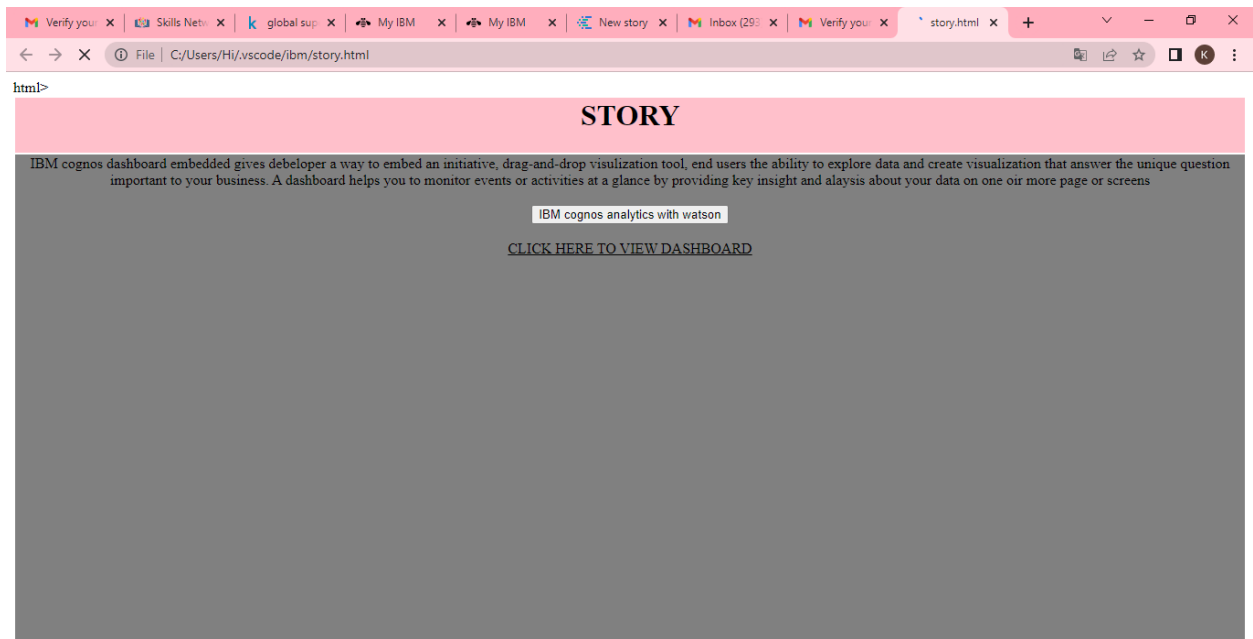 Verify your Skills Netw global sup My IBM My IBM New story Inbox (293 Verify your story.html
File C:/Users/Hi/.vscode/ibm/story.html K
html>
STORY
IBM cognos dashboard embedded gives debeloper a way to embed an initiative, drag-and-drop visulization tool, end users the ability to explore data and create visualization that answer the unique question
important to your business. A dashboard helps you to monitor events or activities at a glance by providing key insight and alaysis about your data on one oir more page or screens
IBM cognos analytics with watson
CLICK HERE TO VIEW DASHBOARD